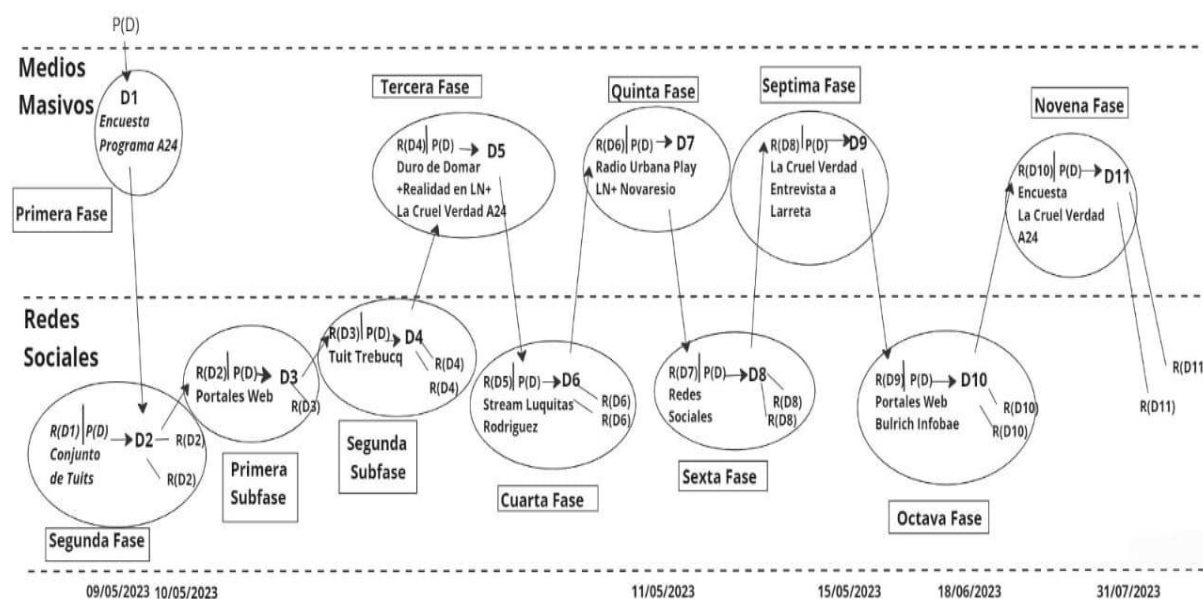 P(D)
Medios
Masivos
D1
Encuesta
Programa A24
Primera Fase
Tercera Fase
R(D4) | P(D) → D5
Duro de Domar
+Realidad en LN+
La Cruel Verdad A24
Quinta Fase
R(D6) | P(D) → D7
Radio Urbana Play
LN+ Novaresio
Septima Fase
R(D8) | P(D) → D9
La Cruel Verdad
Entrevista a
Larreta
Novena Fase
R(D10) | P(D) → D11
Encuesta
La Cruel Verdad
A24
Redes
Sociales
R(D1) | P(D) → D2
Conjunto
de Tuits
R(D2)
R(D2)
Segunda Fase
R(D2) | P(D) → D3
Portales Web
R(D3)
Primera
Subfase
R(D3) | P(D) → D4
Tuit Trebucq
R(D4)
R(D4)
Segunda
Subfase
R(D5) | P(D) → D6
Stream Luquitas
Rodriguez
R(D6)
R(D6)
Cuarta Fase
R(D7) | P(D) → D8
Redes
Sociales
R(D8)
R(D8)
Sexta Fase
R(D9) | P(D) → D10
Portales Web
Bulrich Infobae
R(D10)
R(D10)
Octava Fase
R(D11
R(D11)
09/05/2023
10/05/2023
11/05/2023
15/05/2023
18/06/2023
31/07/2023